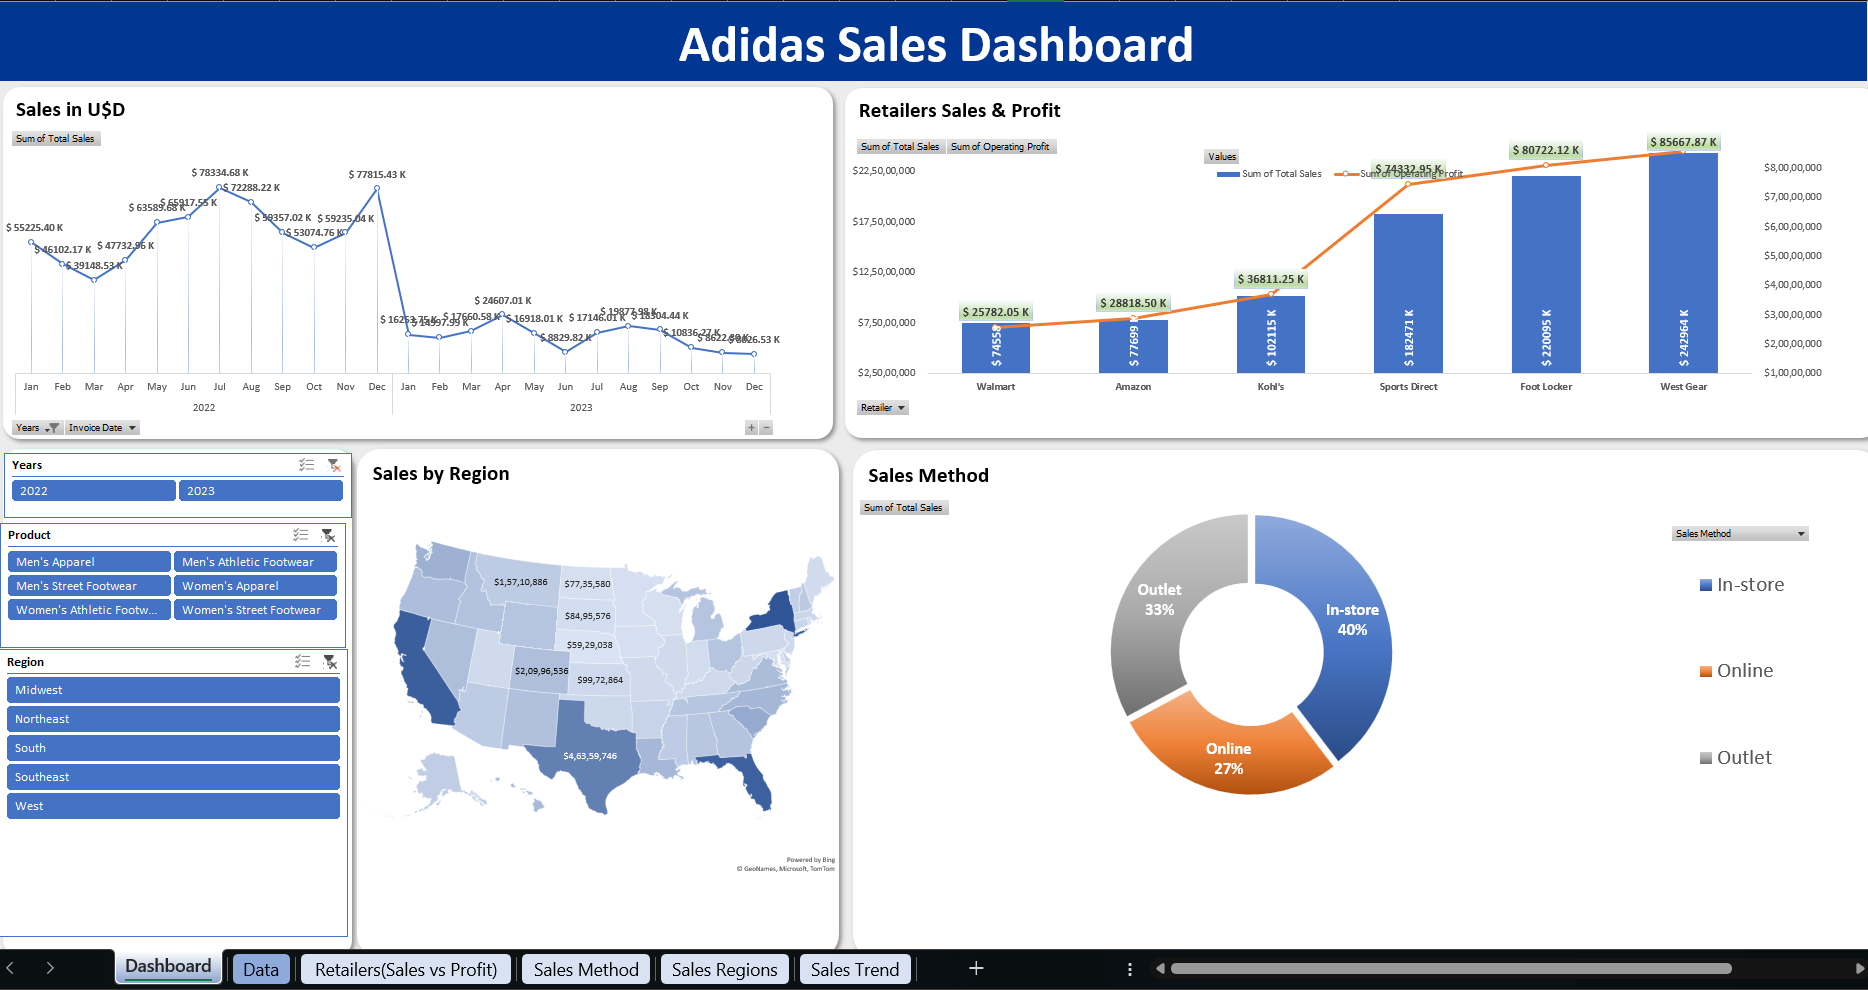 Adidas Sales Dashboard
Sales in U$D
Sum of Total Sales
$ 55225.40 K
$ 46102.17 K
$ 39148.53 K
$ 47732.96 K
$ 63589.68 K
$ 65917.55 K
$ 78334.68 K
$ 72288.22 K
$ 59357.02 K
$ 53074.76 K
$ 59235.04 K
$ 77815.43 K
$ 14997.99 K
$ 17660.58 K
$ 24607.01 K
$ 16918.01 K
$ 8829.82 K
$ 17146.01 K
$ 19877.98 K
$ 18304.44 K
$ 10836.27 K
Jan Feb Mar Apr May Jun Jul Aug Sep Oct Nov Dec Jan Feb Mar Apr May Jun Jul Aug Sep Oct Nov Dec
2022 2023
Years Invoice Date + −
Retailers Sales & Profit
Sum of Total Sales Sum of Operating Profit
Values
Sum of Total Sales Sum of Operating Profit
$22,50,00,000
$17,50,00,000
$12,50,00,000
$7,50,00,000
$2,50,00,000
$ 25782.05 K
$ 28818.50 K
$ 36811.25 K
$ 74332.95 K
$ 80722.12 K
$ 85667.87 K
$ 74558
$ 77699
$ 102115 K
$ 182471 K
$ 220095 K
$ 242964 K
$8,00,00,000
$7,00,00,000
$6,00,00,000
$5,00,00,000
$4,00,00,000
$3,00,00,000
$2,00,00,000
$1,00,00,000
Walmart Amazon Kohl's Sports Direct Foot Locker West Gear
Retailer
Years
2022 2023
Product
Men's Apparel Men's Athletic Footwear
Men's Street Footwear Women's Apparel
Women's Athletic Footw... Women's Street Footwear
Region
Midwest
Northeast
South
Southeast
West
Sales by Region
$1,57,10,886
$77,35,580
$84,95,576
$59,29,038
$2,09,96,536
$99,72,864
$4,63,59,746
Powered by Bing
© GeoNames, Microsoft, TomTom
Sales Method
Sum of Total Sales
Outlet
33%
In-store
40%
Online
27%
Sales Method
In-store
Online
Outlet
Dashboard Data Retailers(Sales vs Profit) Sales Method Sales Regions Sales Trend